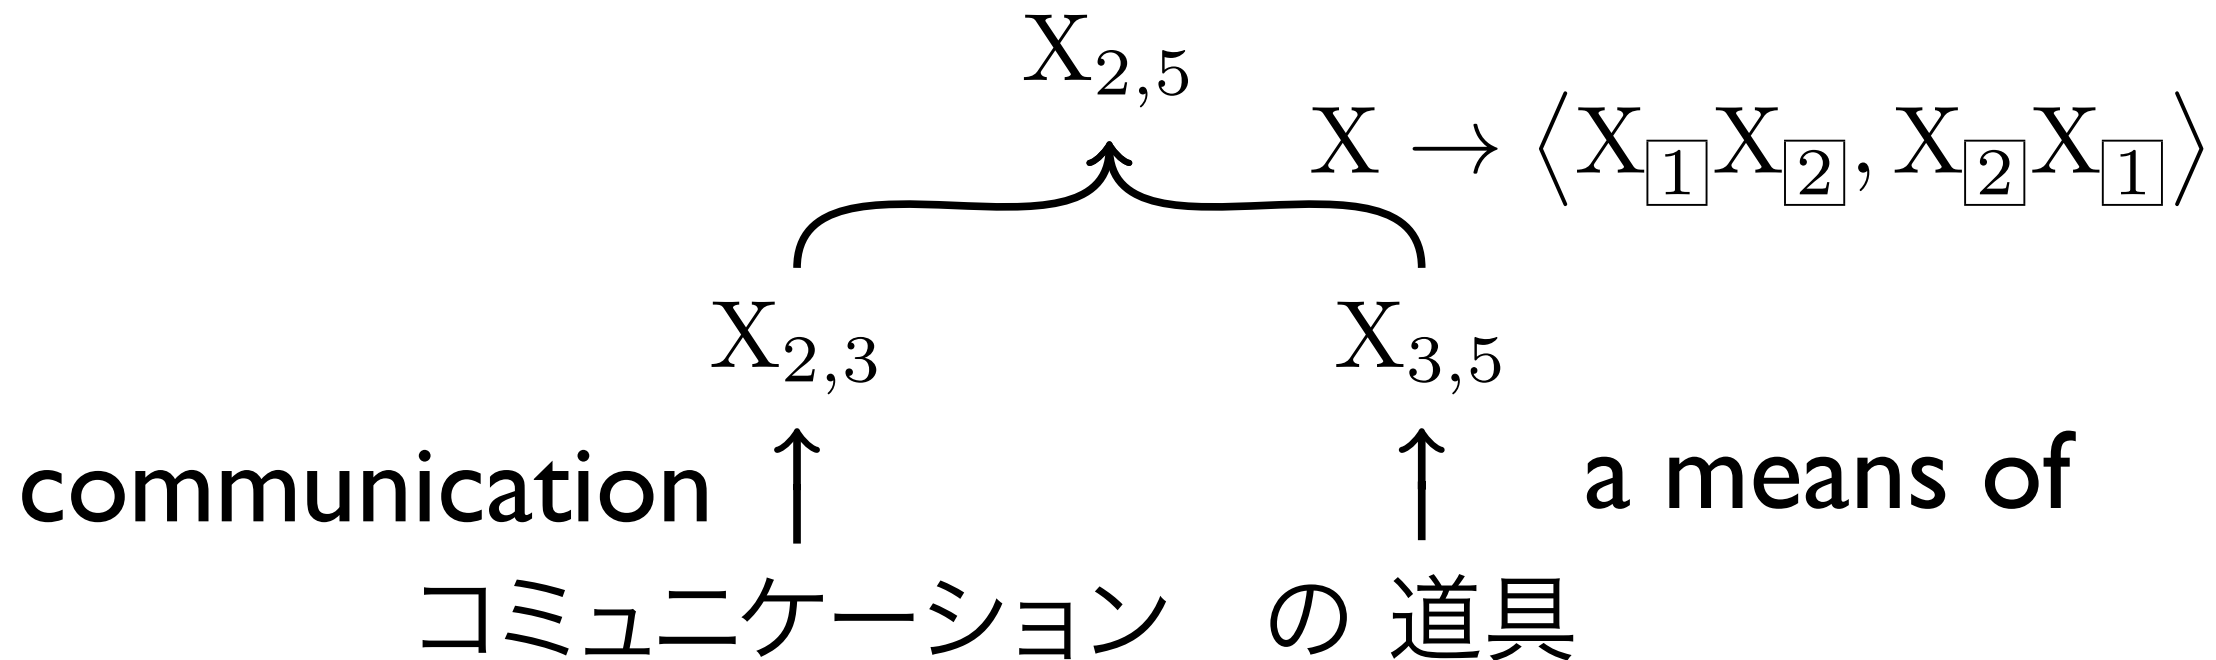 X₂,₅
X → ⟨X₁X₂, X₂X₁⟩
X₂,₃ X₃,₅
communication a means of
コミュニケーション の 道具